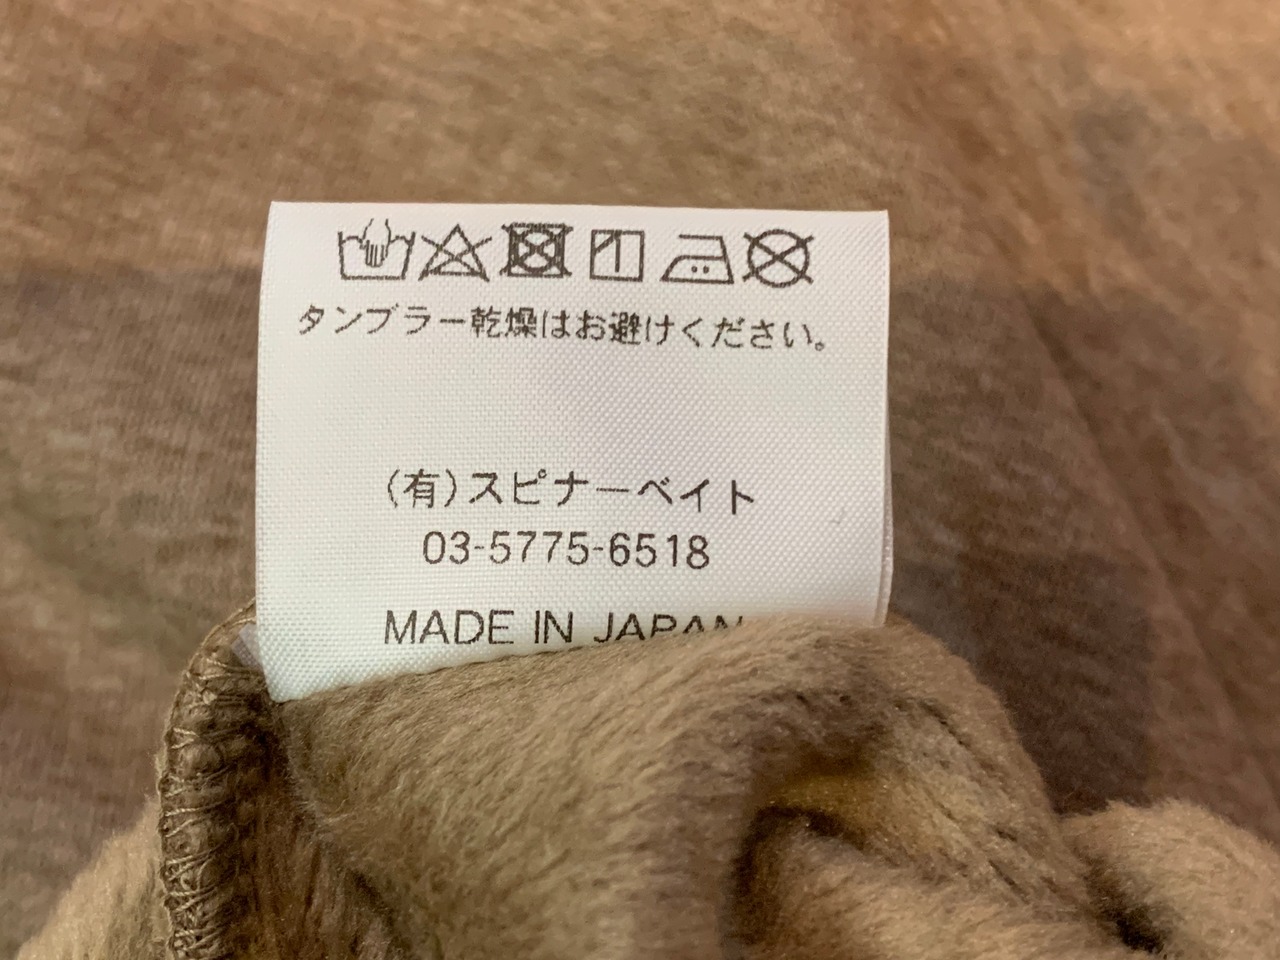 タンブラー乾燥はお避けください。
(有)スピナーベイト
03-5775-6518
MADE IN JAPAN